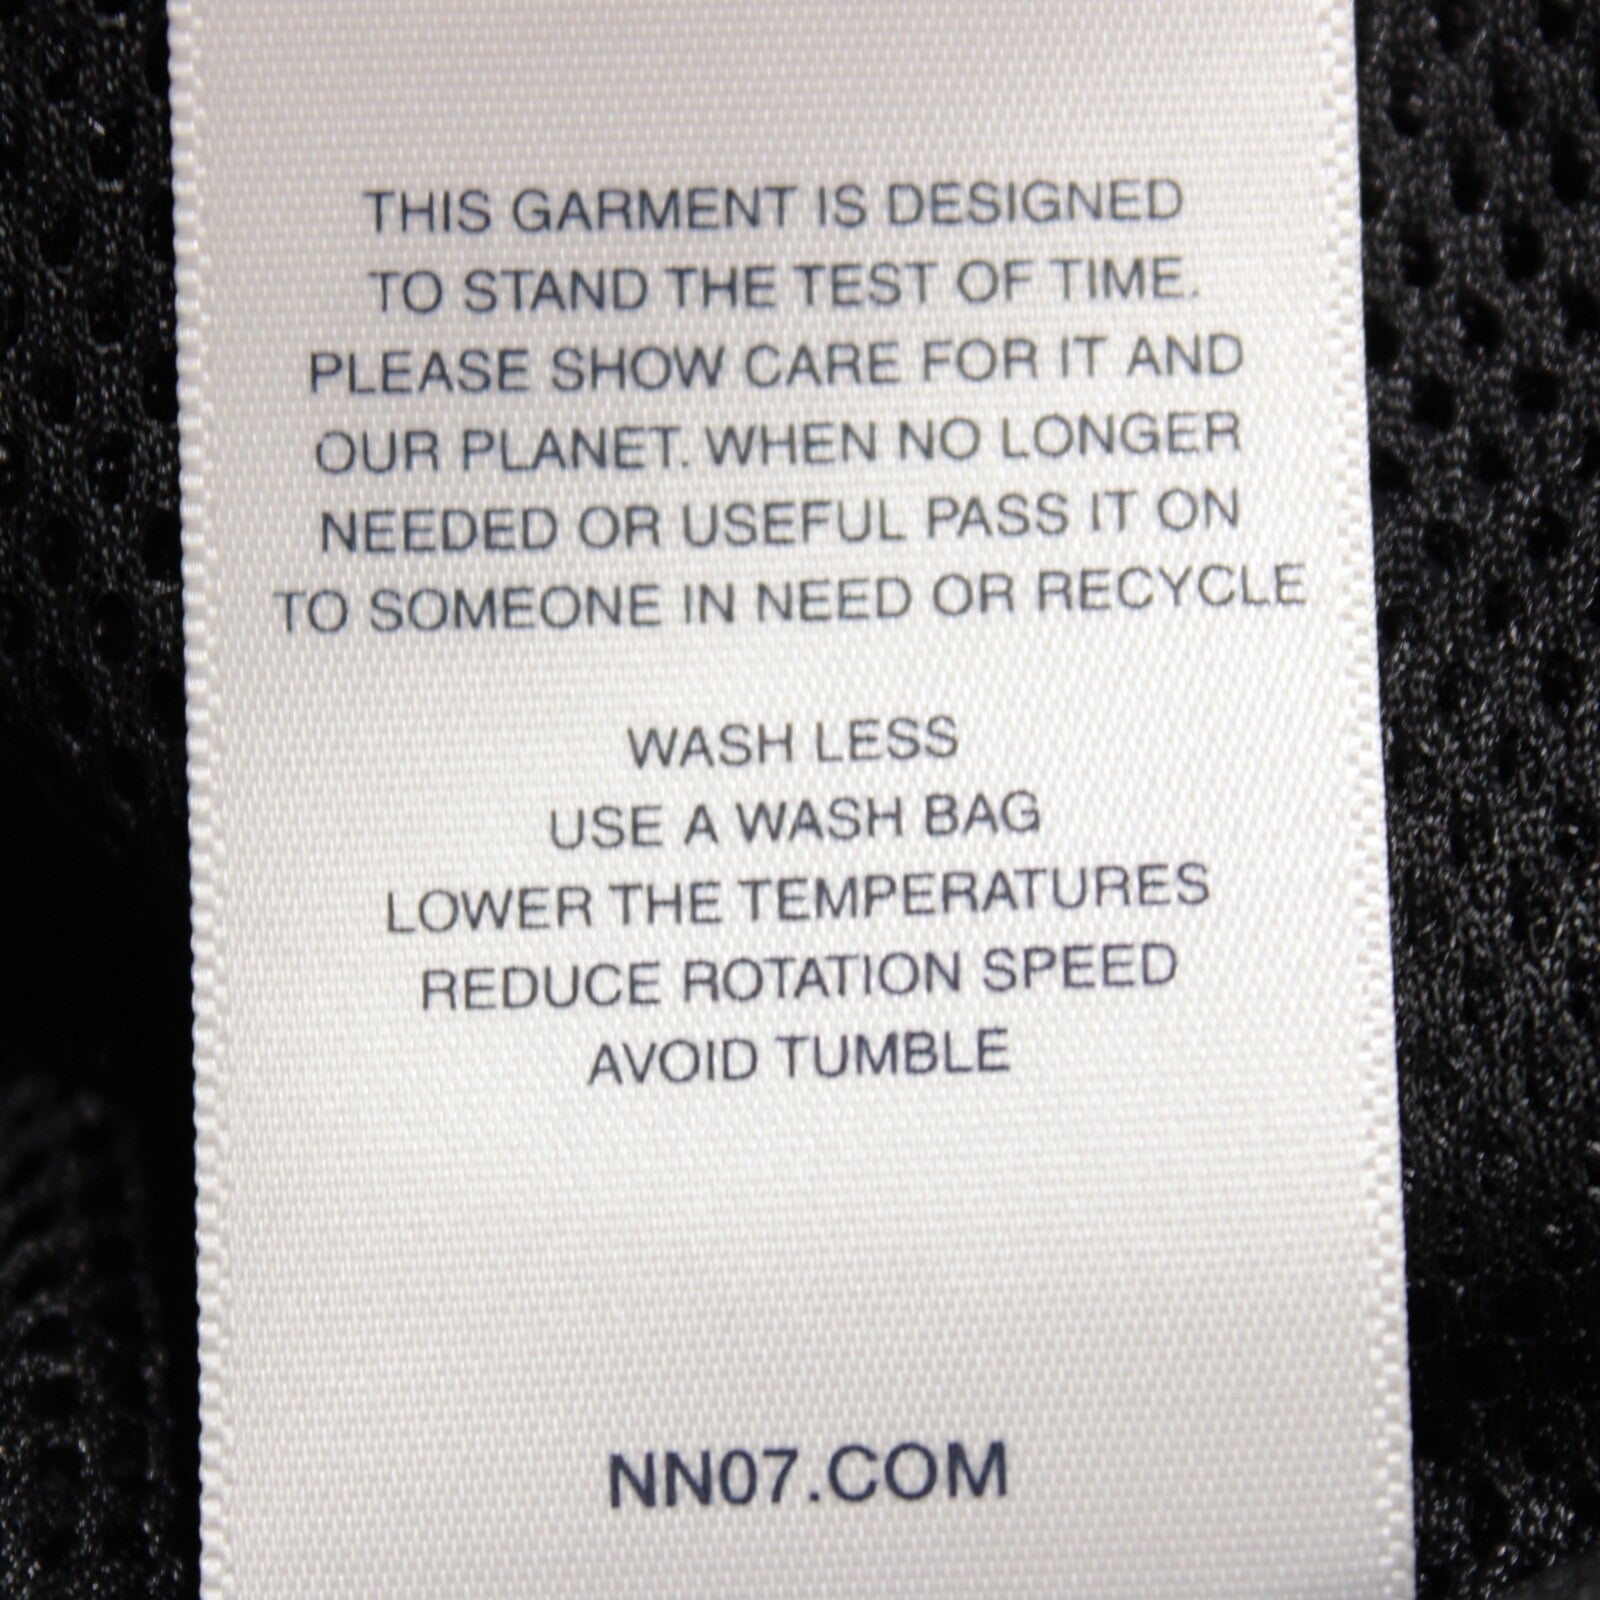 THIS GARMENT IS DESIGNED
TO STAND THE TEST OF TIME.
PLEASE SHOW CARE FOR IT AND
OUR PLANET. WHEN NO LONGER
NEEDED OR USEFUL PASS IT ON
TO SOMEONE IN NEED OR RECYCLE
WASH LESS
USE A WASH BAG
LOWER THE TEMPERATURES
REDUCE ROTATION SPEED
AVOID TUMBLE
NN07.COM